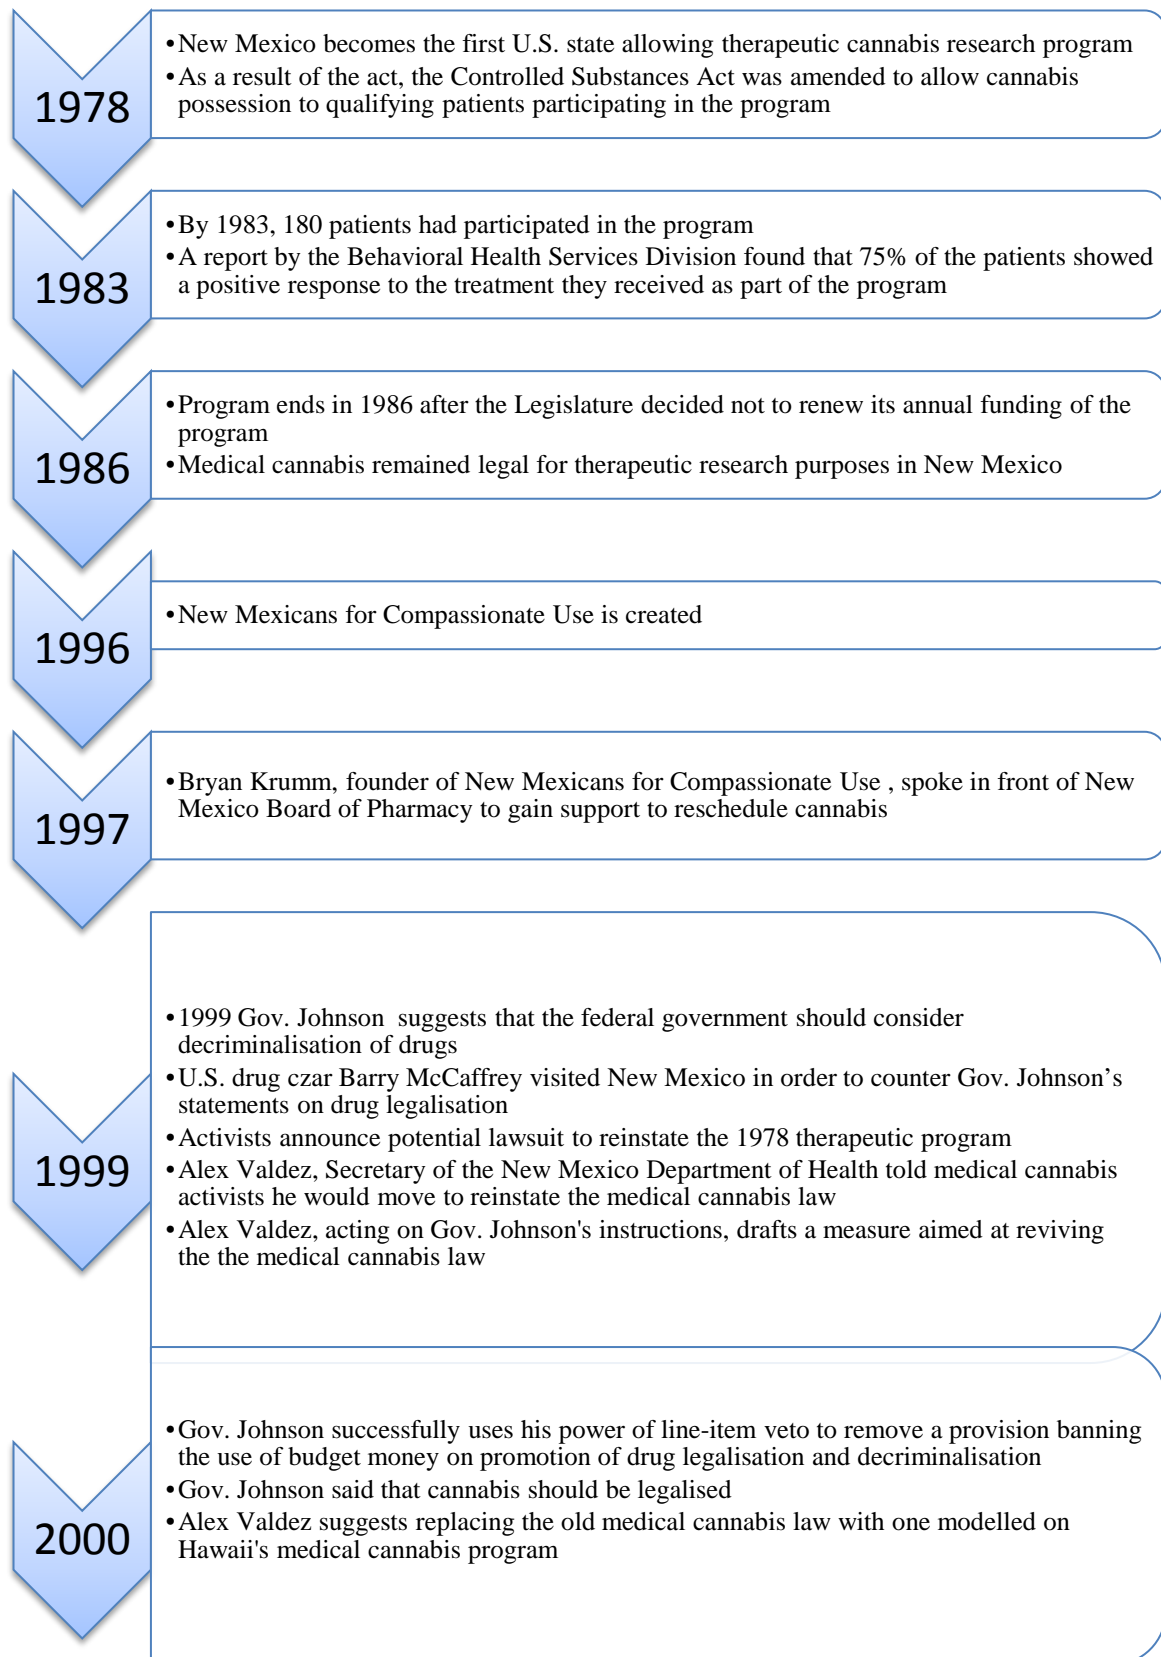 1978
•New Mexico becomes the first U.S. state allowing therapeutic cannabis research program
•As a result of the act, the Controlled Substances Act was amended to allow cannabis
possession to qualifying patients participating in the program
1983
•By 1983, 180 patients had participated in the program
•A report by the Behavioral Health Services Division found that 75% of the patients showed
a positive response to the treatment they received as part of the program
1986
•Program ends in 1986 after the Legislature decided not to renew its annual funding of the
program
•Medical cannabis remained legal for therapeutic research purposes in New Mexico
1996
•New Mexicans for Compassionate Use is created
1997
•Bryan Krumm, founder of New Mexicans for Compassionate Use , spoke in front of New
Mexico Board of Pharmacy to gain support to reschedule cannabis
1999
•1999 Gov. Johnson  suggests that the federal government should consider
decriminalisation of drugs
•U.S. drug czar Barry McCaffrey visited New Mexico in order to counter Gov. Johnson’s
statements on drug legalisation
•Activists announce potential lawsuit to reinstate the 1978 therapeutic program
•Alex Valdez, Secretary of the New Mexico Department of Health told medical cannabis
activists he would move to reinstate the medical cannabis law
•Alex Valdez, acting on Gov. Johnson's instructions, drafts a measure aimed at reviving
the the medical cannabis law
2000
•Gov. Johnson successfully uses his power of line-item veto to remove a provision banning
the use of budget money on promotion of drug legalisation and decriminalisation
•Gov. Johnson said that cannabis should be legalised
•Alex Valdez suggests replacing the old medical cannabis law with one modelled on
Hawaii's medical cannabis program